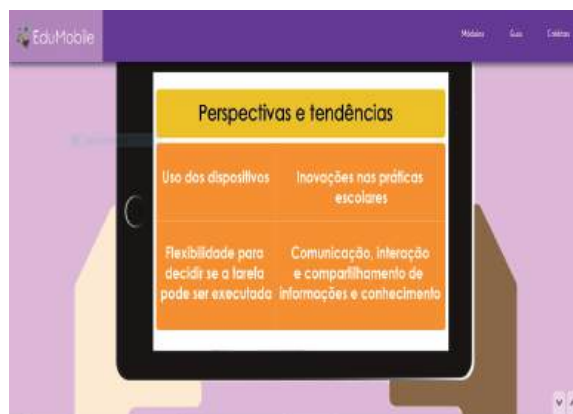 EduMobile
Módulos Guia Créditos
Perspectivas e tendências
Uso dos dispositivos
Inovações nas práticas
escolares
Flexibilidade para
decidir se a tarefa
pode ser executada
Comunicação, interação
e compartilhamento de
informações e conhecimento